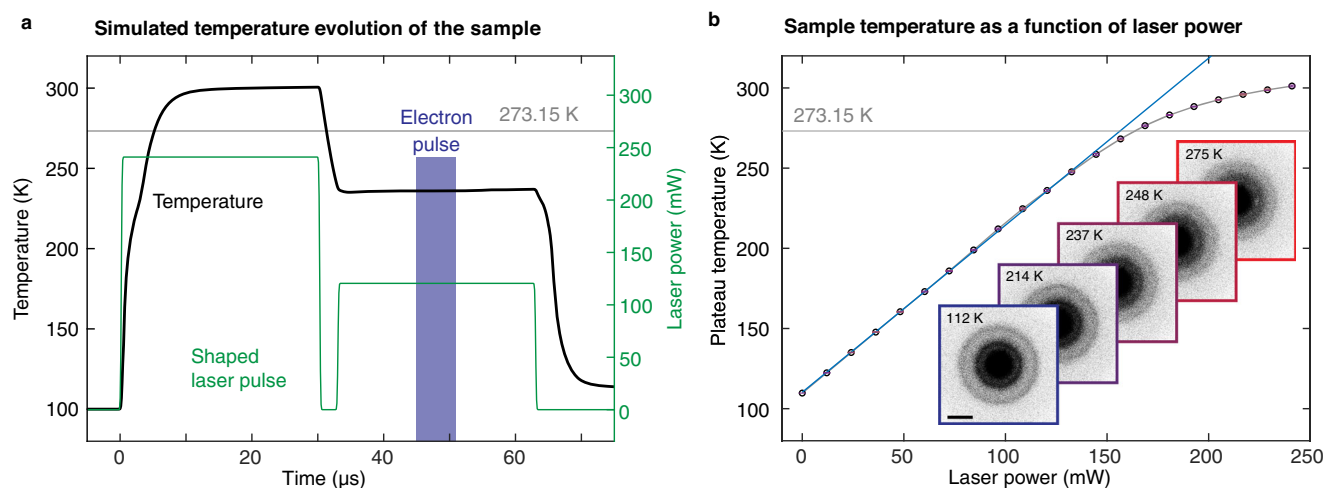 a
Simulated temperature evolution of the sample
Temperature (K)
300
250
200
150
100
0
20
40
60
Time (µs)
300
250
200
150
100
50
0
Laser power (mW)
273.15 K
Electron
pulse
Temperature
Shaped
laser pulse
b
Sample temperature as a function of laser power
Plateau temperature (K)
300
250
200
150
100
0
50
100
150
200
250
Laser power (mW)
273.15 K
275 K
248 K
237 K
214 K
112 K